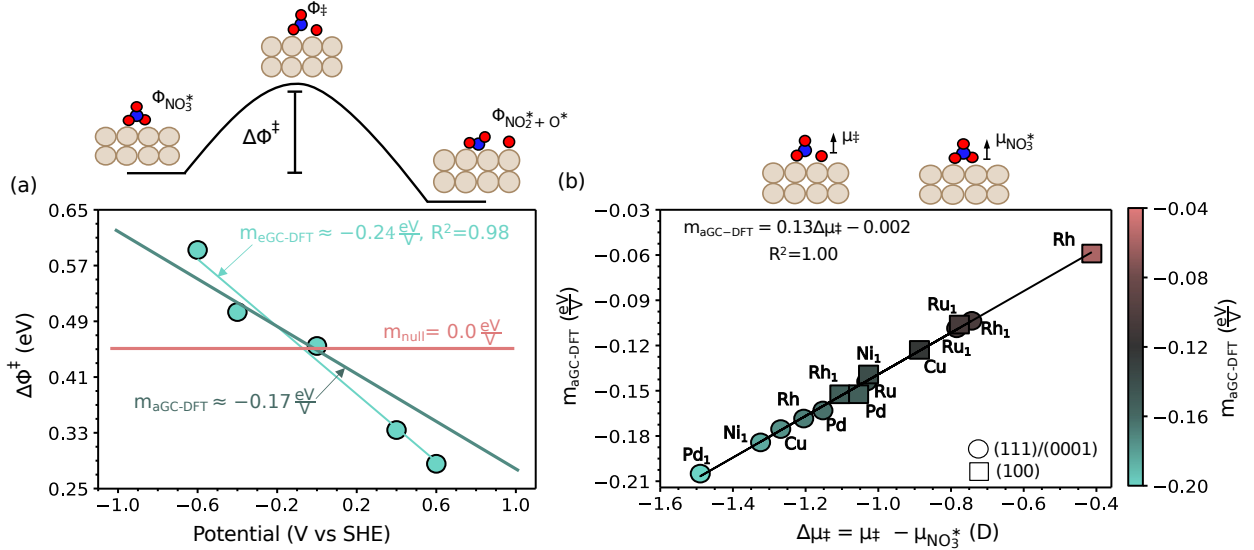 Φ‡
ΦNO₃*
ΔΦ‡
ΦNO₂* + O*
(a)
0.65
0.57
0.49
0.41
0.33
0.25
ΔΦ‡ (eV)
m_eGC-DFT ≈ −0.24 eV/V, R²=0.98
m_null = 0.0 eV/V
m_aGC-DFT ≈ −0.17 eV/V
−1.0
−0.6
−0.2
0.2
0.6
1.0
Potential (V vs SHE)
μ‡
μNO₃*
(b)
−0.03
−0.06
−0.09
−0.12
−0.15
−0.18
−0.21
m_aGC-DFT (eV/V)
m_aGC−DFT = 0.13Δμ‡ − 0.002
R²=1.00
Rh
Ru₁
Rh₁
Ru₁
Cu
Ni₁
Ru
Rh₁
Pd
Rh
Pd
Cu
Ni₁
Pd₁
(111)/(0001)
(100)
−1.6
−1.4
−1.2
−1.0
−0.8
−0.6
−0.4
Δμ‡ = μ‡ − μNO₃* (D)
−0.04
−0.08
−0.12
−0.16
−0.20
m_aGC-DFT (eV/V)